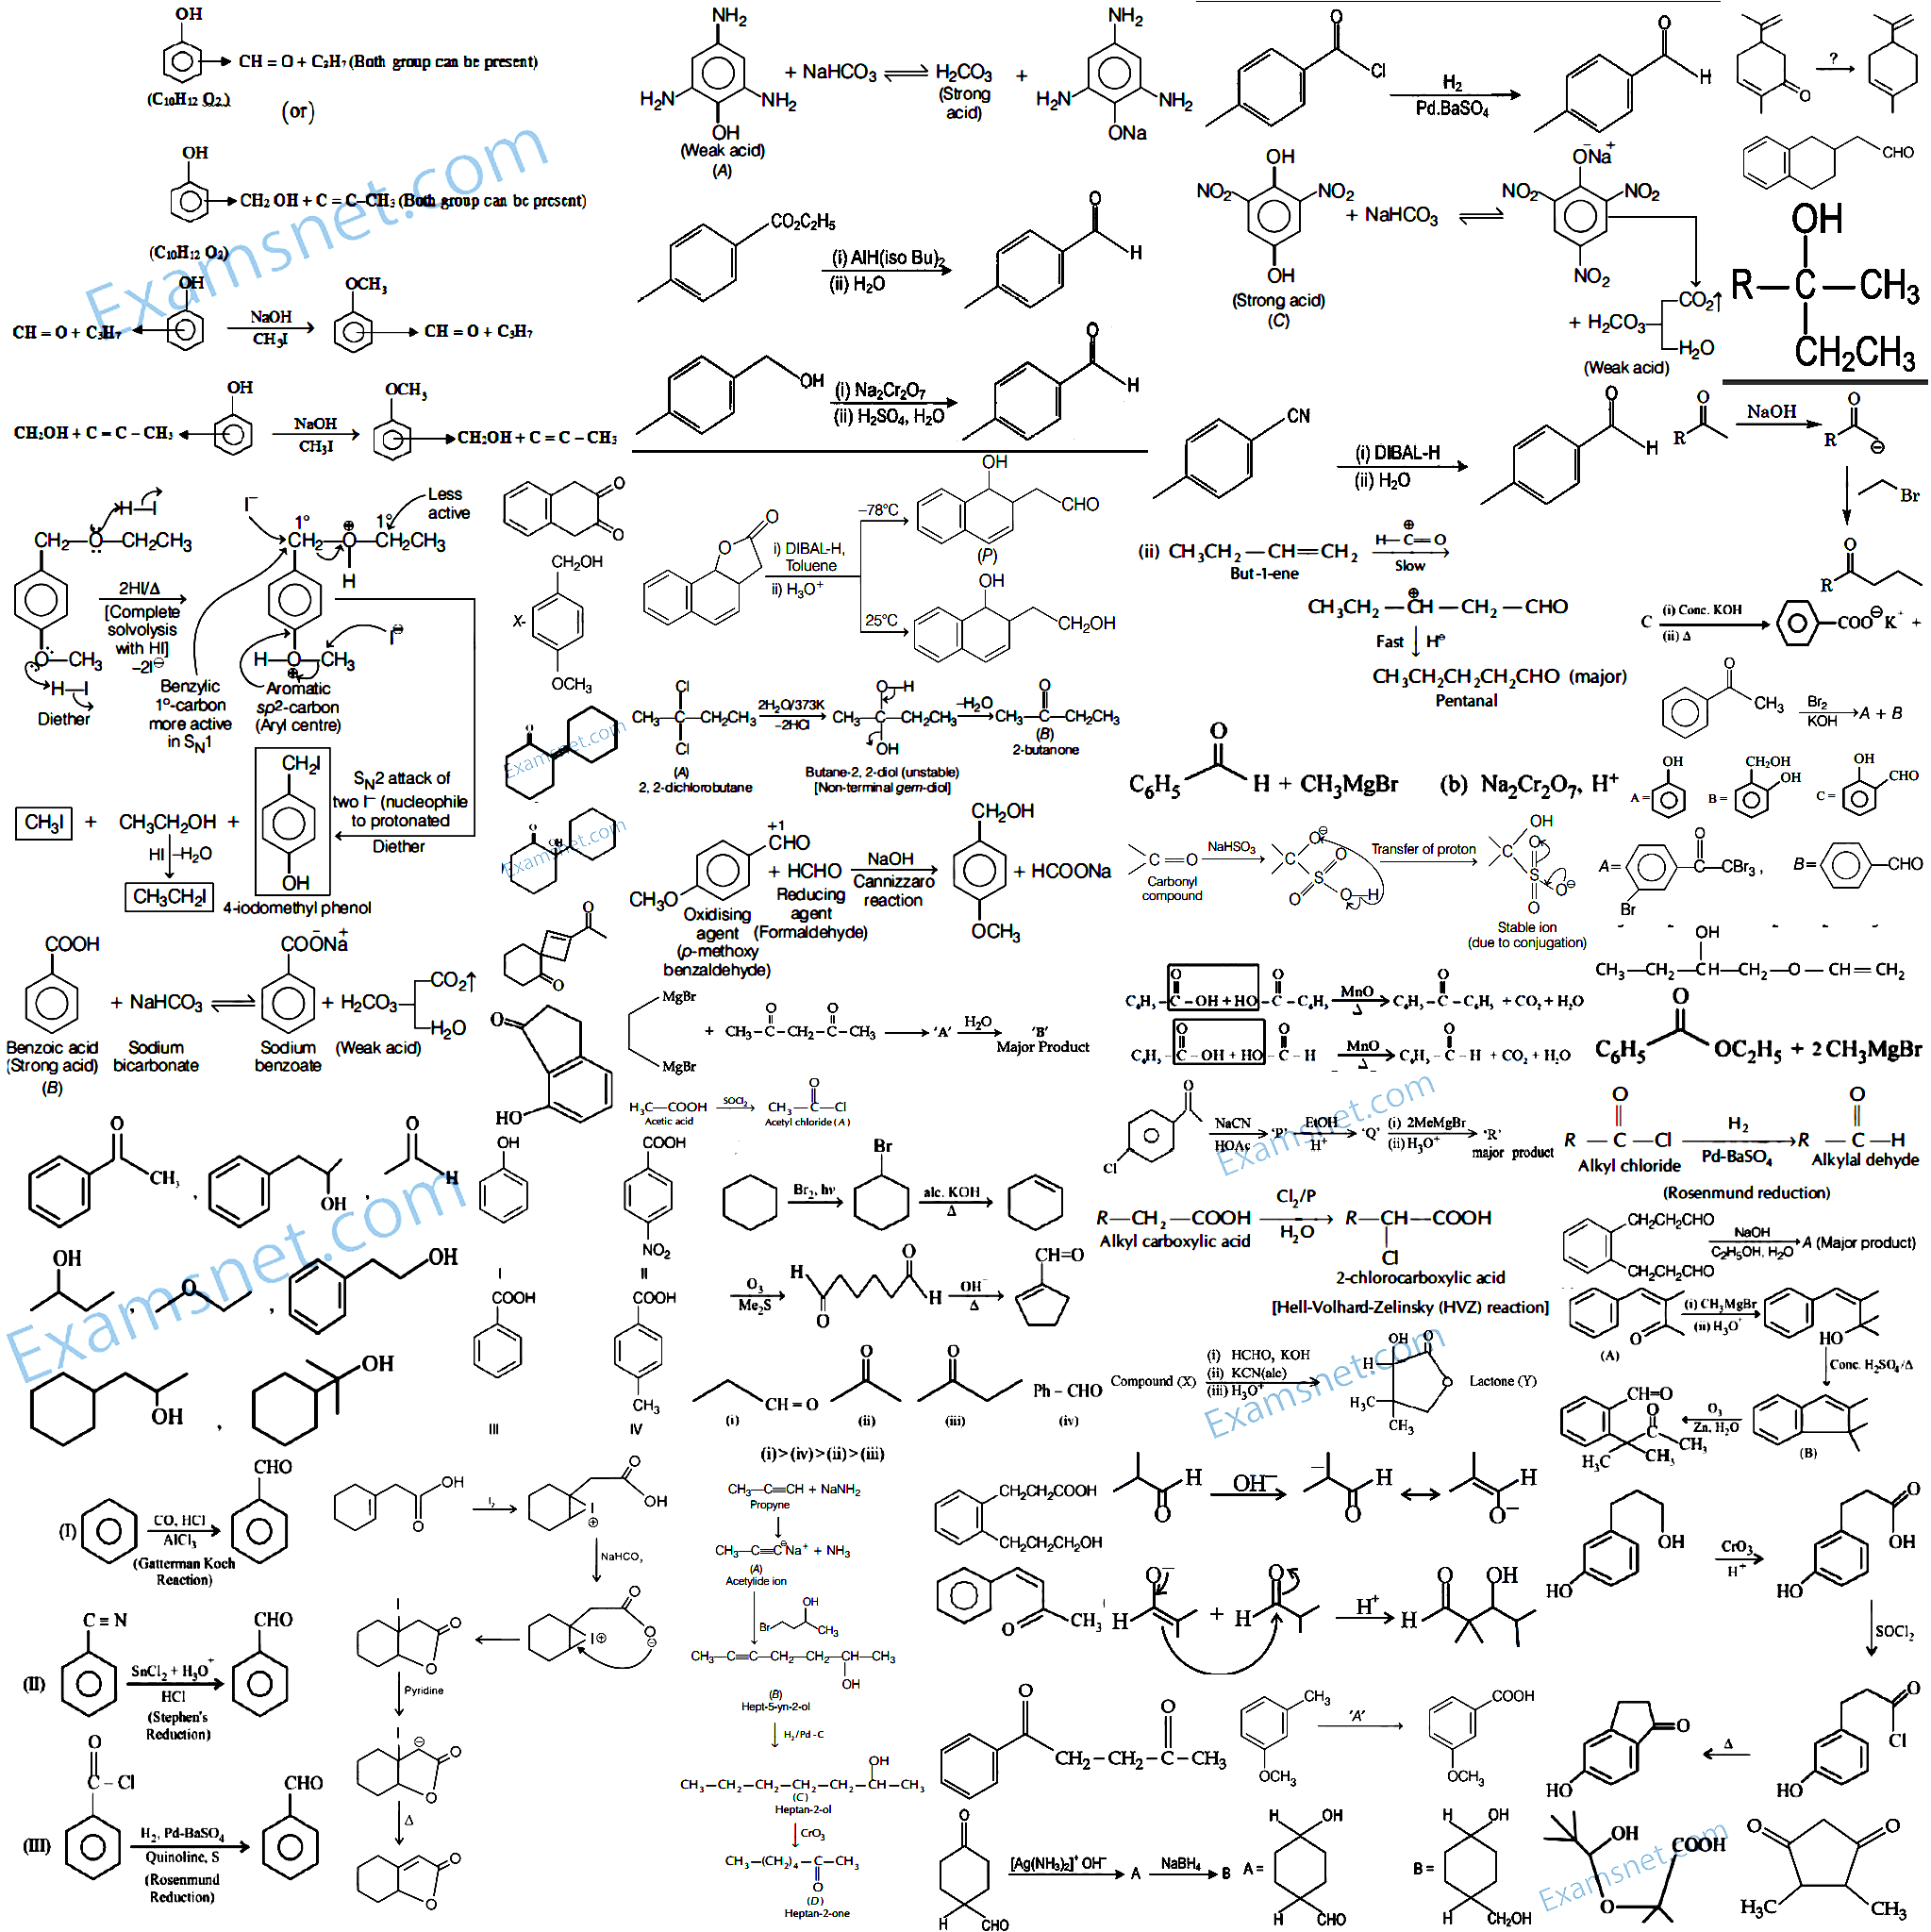 OH
CH = O + C3H7 (Both group can be present)
(C10H12 O2)
(or)
OH
CH2 OH + C = C–CH3 (Both group can be present)
(C10H12 O2)
OH
OCH3
CH = O + C3H7
NaOH
CH3I
CH = O + C3H7
OH
OCH3
CH2OH + C = C – CH3
NaOH
CH3I
CH2OH + C = C – CH3
Examsnet.com
NH2
H2N
NH2
OH
(Weak acid)
(A)
+ NaHCO3 ⇌ H2CO3 +
(Strong acid)
NH2
H2N
NH2
ONa
CO2C2H5
(i) AlH(iso Bu)2
(ii) H2O
O
H
OH
(i) Na2Cr2O7
(ii) H2SO4, H2O
O
H
O
Cl
H2
Pd.BaSO4
O
H
?
O
CHO
OH
NO2
NO2
OH
(Strong acid)
(C)
+ NaHCO3 ⇌
O⁻Na⁺
NO2
NO2
NO2
+ H2CO3
CO2↑
H2O
(Weak acid)
OH
R—C—CH3
CH2CH3
CN
(i) DIBAL-H
(ii) H2O
O
H
O
R
NaOH
O
R
⊖
Br
O
R
H—I
CH2—O—CH2CH3
2HI/Δ
[Complete
solvolysis
with HI]
–2I⊖
O—CH3
H—I
Diether
I⁻
1°
CH2—O—CH2CH3
H
1°
Less
active
I⊖
H—O—CH3
Benzylic
1°-carbon
more active
in SN1
Aromatic
sp2-carbon
(Aryl centre)
CH3I + CH3CH2OH +
HI –H2O
CH3CH2I
CH2I
OH
4-iodomethyl phenol
SN2 attack of
two I⁻ (nucleophile
to protonated
Diether
O
O
CH2OH
X-
OCH3
O
O
i) DIBAL-H,
Toluene
ii) H3O⁺
–78°C
OH
CHO
(P)
25°C
OH
CH2OH
Cl
CH3—C—CH2CH3
Cl
(A)
2, 2-dichlorobutane
2H2O/373K
–2HCl
O—H
CH3—C—CH2CH3
OH
Butane-2, 2-diol (unstable)
[Non-terminal gem-diol]
–H2O
O
CH3—C—CH2CH3
(B)
2-butanone
(ii) CH3CH2—CH=CH2
But-1-ene
H—C=O
Slow
CH3CH2—CH—CH2—CHO
Fast
H⊖
CH3CH2CH2CH2CHO (major)
Pentanal
C
(i) Conc. KOH
(ii) Δ
COO⊖K⁺ +
O
CH3
Br2
KOH
A + B
Examsnet.com
Examsnet.com
+1
CHO
CH3O
Oxidising
agent
(p-methoxy
benzaldehyde)
+ HCHO
Reducing
agent
(Formaldehyde)
NaOH
Cannizzaro
reaction
CH2OH
OCH3
+ HCOONa
O
C6H5 H + CH3MgBr
(b) Na2Cr2O7, H⁺
A=
OH
B=
CH2OH
OH
C=
OH
CHO
C=O
Carbonyl
compound
NaHSO3
Transfer of proton
Stable ion
(due to conjugation)
A=
O
CBr3 ,
Br
B=
CHO
OH
CH3—CH2—CH—CH2—O—CH=CH2
COOH
Benzoic acid
(Strong acid)
(B)
+ NaHCO3 ⇌
Sodium
bicarbonate
COO⁻Na⁺
Sodium
benzoate
+ H2CO3
CO2↑
H2O
(Weak acid)
O
O
O
HO
MgBr
MgBr
+ CH3—C—CH2—C—CH3
'A'
H2O
'B'
Major Product
C6H5–C–OH + HO–C–C6H5
MnO
Δ
C6H5–C–C6H5 + CO2 + H2O
C6H5–C–OH + HO–C–H
MnO
Δ
C6H5–C–H + CO2 + H2O
O
C6H5 OC2H5 + 2 CH3MgBr
H3C—COOH
Acetic acid
SOCl2
O
CH3—C—Cl
Acetyl chloride (A)
O
Cl
NaCN
HOAc
'P'
EtOH
H⁺
'Q'
(i) 2MeMgBr
(ii) H3O⁺
'R'
major product
Examsnet.com
O
R—C—Cl
Alkyl chloride
H2
Pd-BaSO4
O
R—C—H
Alkylal dehyde
(Rosenmund reduction)
O
CH3 ,
OH ,
O
H
OH ,
O ,
OH
OH ,
OH
Examsnet.com
OH
I
COOH
NO2
II
COOH
III
COOH
CH3
IV
Br2, hν
Br
alc. KOH
Δ
O3
Me2S
H
O
O
H
OH⁻
Δ
CH=O
R—CH2—COOH
Alkyl carboxylic acid
Cl2/P
H2O
R—CH—COOH
Cl
2-chlorocarboxylic acid
[Hell-Volhard-Zelinsky (HVZ) reaction]
CH2CH2CHO
CH2CH2CHO
NaOH
C2H5OH, H2O
A (Major product)
O
(A)
(i) CH3MgBr
(ii) H3O⁺
HO
Conc. H2SO4/Δ
(B)
O3
Zn, H2O
CH=O
O
CH3
H3C CH3
CH=O
(i)
O
(ii)
O
(iii)
Ph – CHO
(iv)
(i) > (iv) > (ii) > (iii)
Compound (X)
(i) HCHO, KOH
(ii) KCN(alc)
(iii) H3O⁺
OH
H
O
O
H3C
CH3
Lactone (Y)
Examsnet.com
(I)
CO, HCl
AlCl3
CHO
(Gatterman Koch
Reaction)
(II)
C ≡ N
SnCl2 + H3O⁺
HCl
CHO
(Stephen's
Reduction)
(III)
O
C – Cl
H2, Pd-BaSO4
Quinoline, S
CHO
(Rosenmund
Reduction)
OH
O
I2
O
OH
I
⊕
NaHCO3
O
O⊖
I⊕
I
O
O
Pyridine
I
⊖
O
O
Δ
O
O
CH3—C≡CH + NaNH2
Propyne
CH3—C≡C⊖Na⁺ + NH3
(A)
Acetylide ion
OH
Br
CH3
CH3—C=C—CH2—CH2—CH—CH3
OH
(B)
Hept-5-yn-2-ol
H2/Pd - C
OH
CH3—CH2—CH2—CH2—CH2—CH—CH3
(C)
Heptan-2-ol
CrO3
CH3—(CH2)4—C—CH3
O
(D)
Heptan-2-one
CH2CH2COOH
CH2CH2CH2OH
H
O
OH⁻
H
O
H
O⁻
O
CH3
O⁻
H
+
O
H
H⁺
O
OH
H
OH
HO
CrO3
H⁺
O
OH
HO
SOCl2
O
Cl
HO
Δ
O
HO
O
O
CH2—CH2
CH3
CH3
OCH3
'A'
COOH
OCH3
O
H
CHO
[Ag(NH3)2]⁺ OH⁻
A
NaBH4
B
A =
H
OH
H
CHO
B =
H
OH
H
CH2OH
OH
COOH
O
Examsnet.com
O
O
H3C
CH3